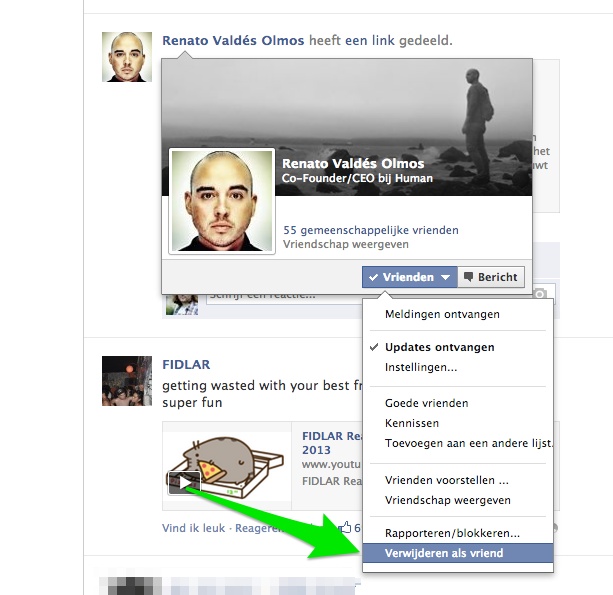 Renato Valdés Olmos heeft een link gedeeld.
Renato Valdés Olmos
Co-Founder/CEO bij Human
het
55 gemeenschappelijke vrienden
Vriendschap weergeven
Vrienden
Bericht
Schrijf een reactie...
Meldingen ontvangen
Updates ontvangen
Instellingen...
Goede vrienden
Kennissen
Toevoegen aan een andere lijst.
Vrienden voorstellen ...
Vriendschap weergeven
Rapporteren/blokkeren...
Verwijderen als vriend
FIDLAR
getting wasted with your best
super fun
FIDLAR
2013
www.youtu
FIDLAR
Vind ik leuk · Reageren 6